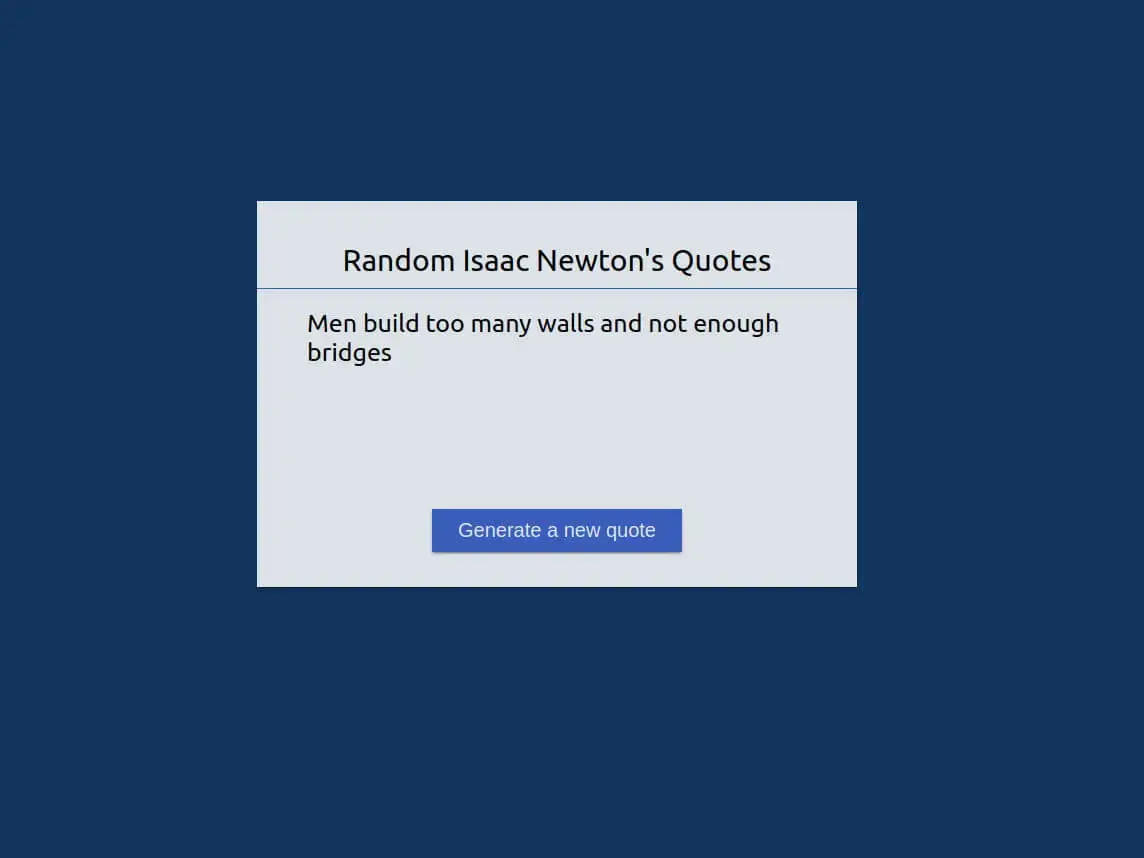 Random Isaac Newton's Quotes
Men build too many walls and not enough
bridges
Generate a new quote